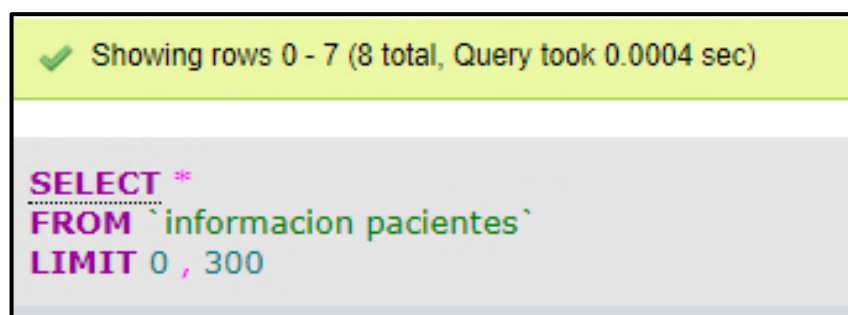 Showing rows 0 - 7 (8 total, Query took 0.0004 sec)
SELECT *
FROM `informacion pacientes`
LIMIT 0 , 300